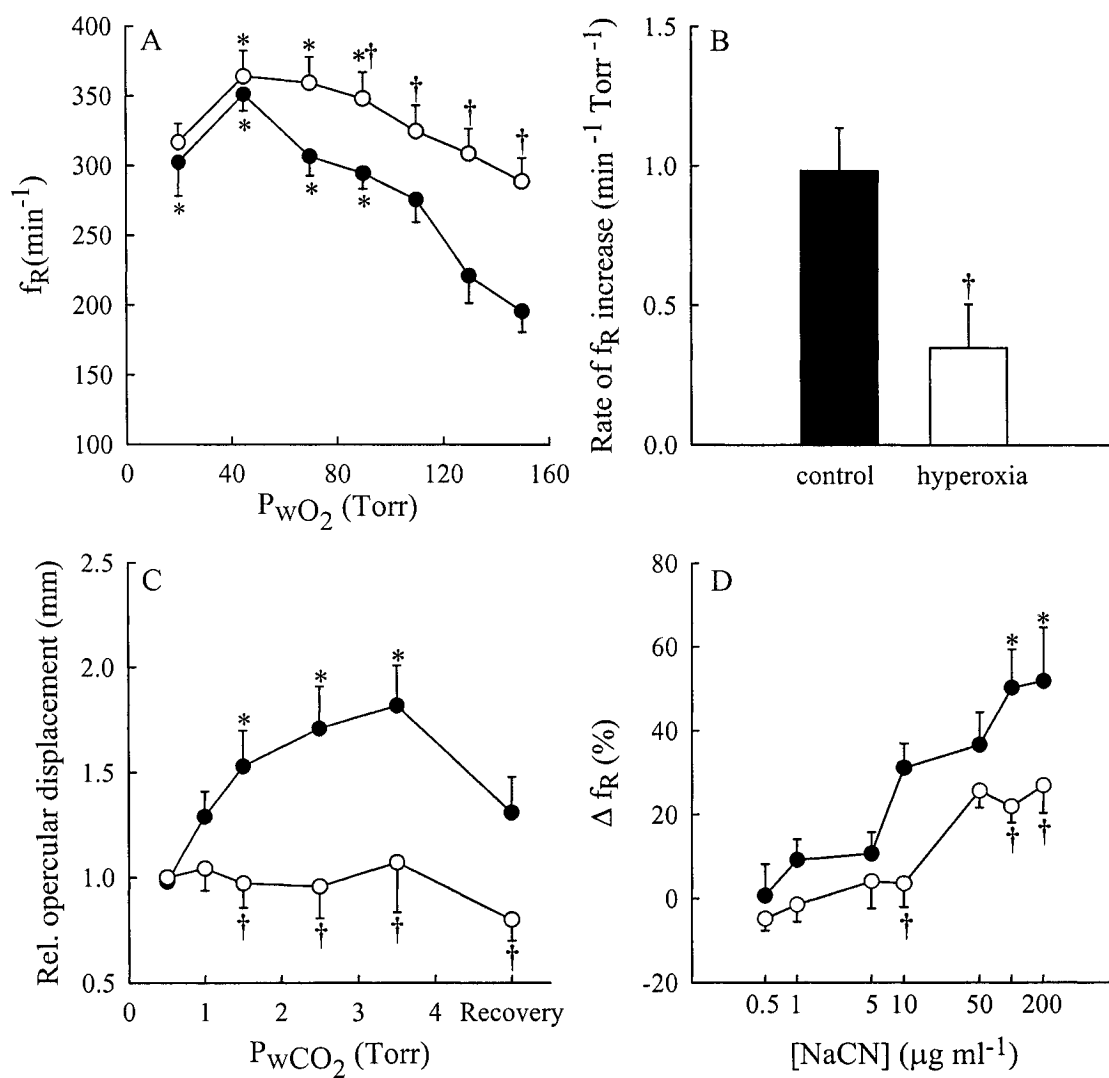 A
400
350
300
250
200
150
100
f_R(min⁻¹)
* * *† † † †
* * * *
0 40 80 120 160
P_WO₂ (Torr)
B
1.5
1.0
0.5
0.0
Rate of f_R increase (min⁻¹ Torr⁻¹)
†
control hyperoxia
C
2.5
2.0
1.5
1.0
0.5
Rel. opercular displacement (mm)
* * *
† † † †
0 1 2 3 4 Recovery
P_WCO₂ (Torr)
D
80
60
40
20
0
-20
Δ f_R (%)
* *
† † †
0.5 1 5 10 50 200
[NaCN] (μg ml⁻¹)